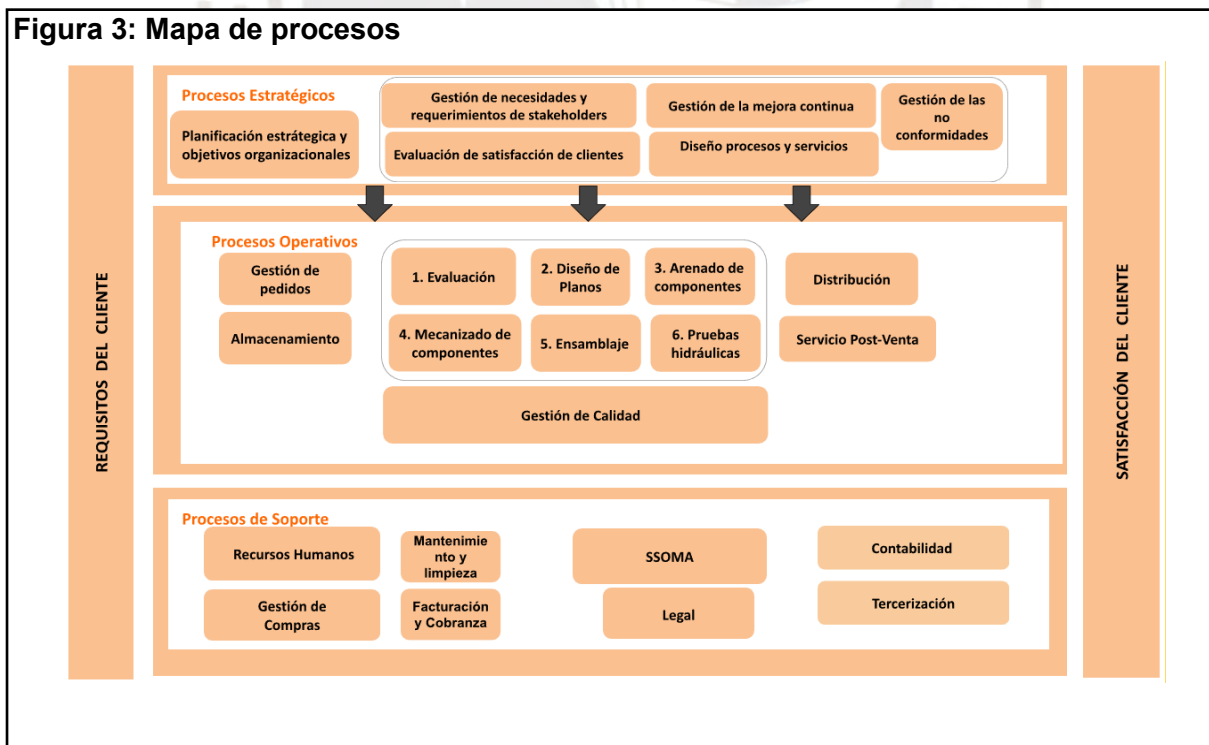 Figura 3: Mapa de procesos
REQUISITOS DEL CLIENTE
Procesos Estratégicos
Planificación estrátegica y
objetivos organizacionales
Gestión de necesidades y
requerimientos de stakeholders
Gestión de la mejora continua
Gestión de las
no
conformidades
Evaluación de satisfacción de clientes
Diseño procesos y servicios
Procesos Operativos
Gestión de
pedidos
Almacenamiento
1. Evaluación
2. Diseño de
Planos
3. Arenado de
componentes
4. Mecanizado de
componentes
5. Ensamblaje
6. Pruebas
hidráulicas
Gestión de Calidad
Distribución
Servicio Post-Venta
Procesos de Soporte
Recursos Humanos
Mantenimie
nto y
limpieza
SSOMA
Contabilidad
Gestión de
Compras
Facturación
y Cobranza
Legal
Tercerización
SATISFACCIÓN DEL CLIENTE